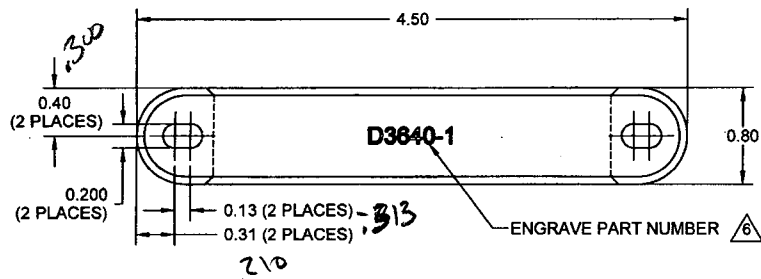 4.50
.300
0.40
(2 PLACES)
D3640-1
0.80
0.200
(2 PLACES)
0.13 (2 PLACES)
.313
0.31 (2 PLACES)
ENGRAVE PART NUMBER 6
210